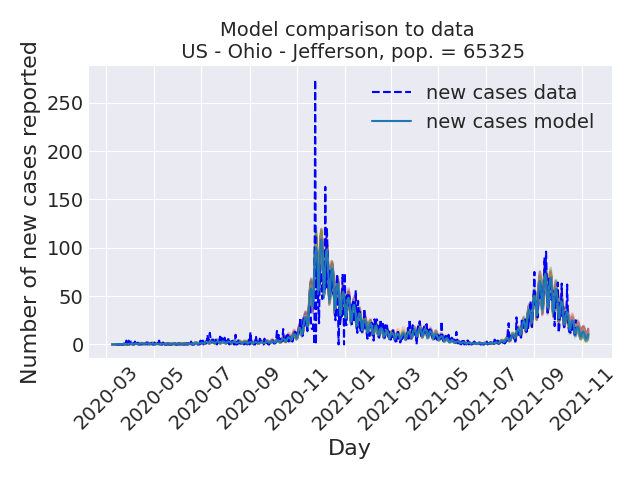 Model comparison to data
US - Ohio - Jefferson, pop. = 65325
new cases data
new cases model
Number of new cases reported
250
200
150
100
50
0
2020-03
2020-05
2020-07
2020-09
2020-11
2021-01
2021-03
2021-05
2021-07
2021-09
2021-11
Day